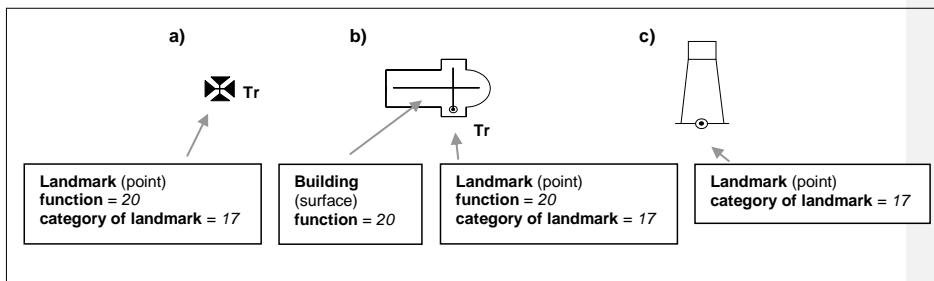 a)
b)
c)
Tr
Tr
Landmark (point)
function = 20
category of landmark = 17
Building
(surface)
function = 20
Landmark (point)
function = 20
category of landmark = 17
Landmark (point)
category of landmark = 17